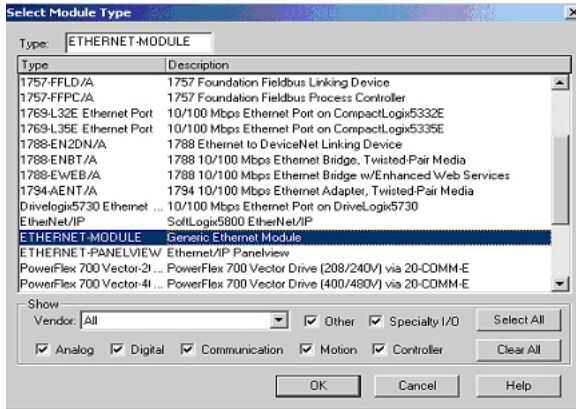 Select Module Type
Type: ETHERNET-MODULE
Type Description
1757-FFLD/A 1757 Foundation Fieldbus Linking Device
1757-FFPC/A 1757 Foundation Fieldbus Process Controller
1769-L32E Ethernet Port 10/100 Mbps Ethernet Port on CompactLogix5332E
1769-L35E Ethernet Port 10/100 Mbps Ethernet Port on CompactLogix5335E
1788-EN2DN/A 1788 Ethernet to DeviceNet Linking Device
1788-ENBT/A 1788 10/100 Mbps Ethernet Bridge, Twisted-Pair Media
1788-EWEB/A 1788 10/100 Mbps Ethernet Bridge w/Enhanced Web Services
1794-AENT/A 1794 10/100 Mbps Ethernet Adapter, Twisted-Pair Media
Drivelogix5730 Ethernet ... 10/100 Mbps Ethernet Port on DriveLogix5730
EtherNet/IP SoftLogix5800 EtherNet/IP
ETHERNET-MODULE Generic Ethernet Module
ETHERNET-PANELVIEW Ethernet/IP Panelview
PowerFlex 700 Vector-2( ... PowerFlex 700 Vector Drive (208/240V) via 20-COMM-E
PowerFlex 700 Vector-4( ... PowerFlex 700 Vector Drive (400/480V) via 20-COMM-E
Show
Vendor: All Other Specialty I/O Select All
Analog Digital Communication Motion Controller Clear All
OK Cancel Help